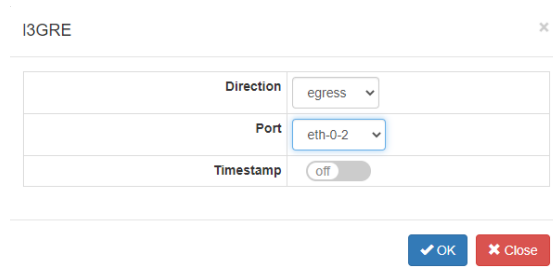 l3GRE ×
Direction egress
Port eth-0-2
Timestamp off
✔ OK ✖ Close